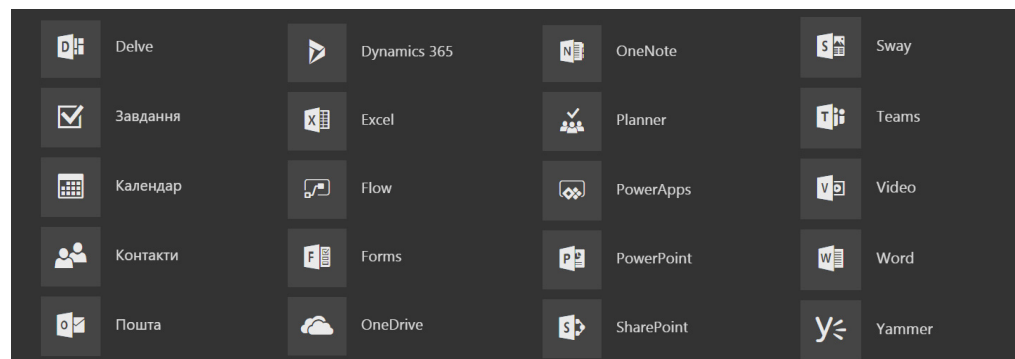 Delve
Завдання
Календар
Контакти
Пошта
Dynamics 365
Excel
Flow
Forms
OneDrive
OneNote
Planner
PowerApps
PowerPoint
SharePoint
Sway
Teams
Video
Word
Yammer